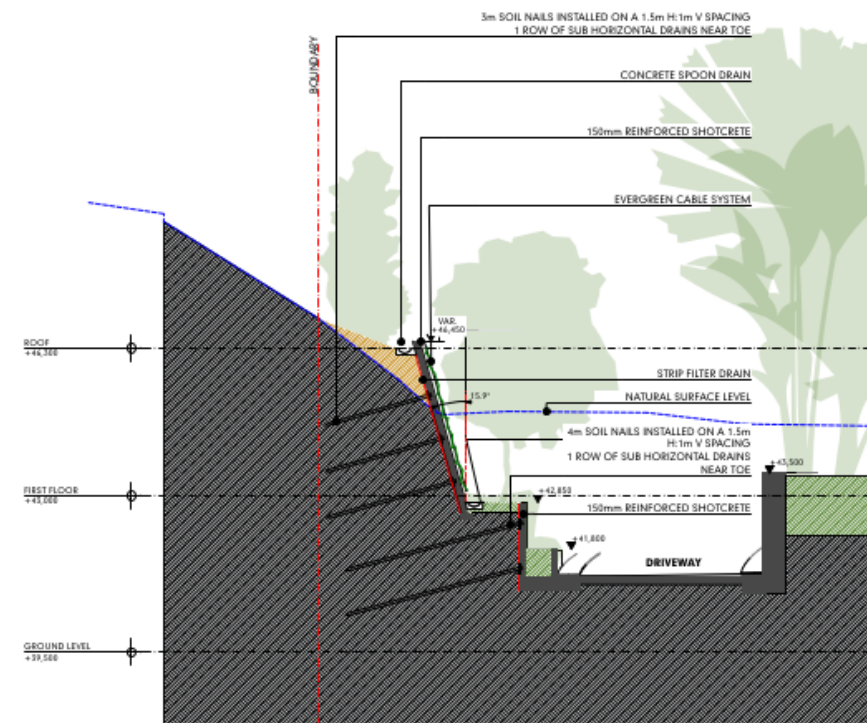 3m SOIL NAILS INSTALLED ON A 1.5m H:1m V SPACING
1 ROW OF SUB HORIZONTAL DRAINS NEAR TOE
BOUNDARY
CONCRETE SPOON DRAIN
150mm REINFORCED SHOTCRETE
EVERGREEN CABLE SYSTEM
VAR.
+46,450
ROOF
+46,300
STRIP FILTER DRAIN
15.9°
NATURAL SURFACE LEVEL
4m SOIL NAILS INSTALLED ON A 1.5m
H:1m V SPACING
1 ROW OF SUB HORIZONTAL DRAINS
NEAR TOE
+43,500
FIRST FLOOR
+43,000
+42,850
150mm REINFORCED SHOTCRETE
+41,800
DRIVEWAY
GROUND LEVEL
+39,500